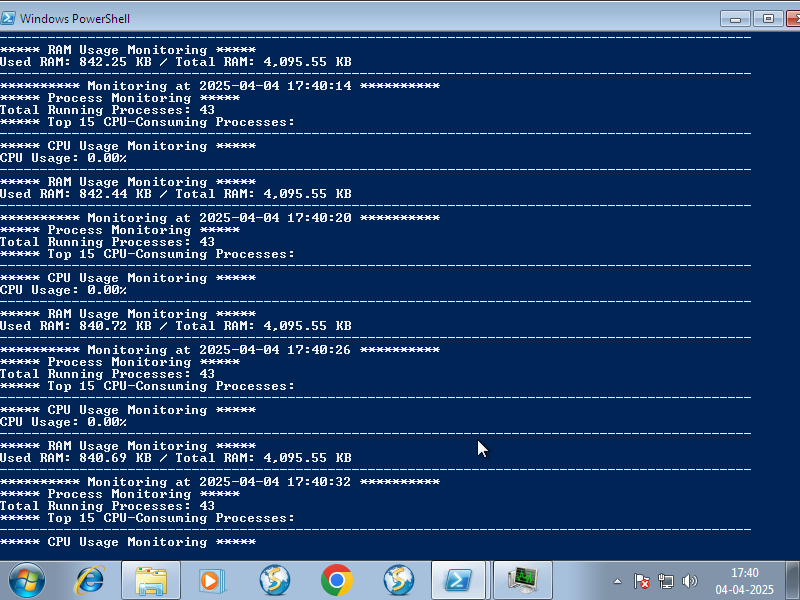 Windows PowerShell
--------------------------------------------------------------------------------------
***** RAM Usage Monitoring *****
Used RAM: 842.25 KB / Total RAM: 4,095.55 KB
--------------------------------------------------------------------------------------
********** Monitoring at 2025-04-04 17:40:14 **********
***** Process Monitoring *****
Total Running Processes: 43
***** Top 15 CPU-Consuming Processes:
--------------------------------------------------------------------------------------
***** CPU Usage Monitoring *****
CPU Usage: 0.00%
--------------------------------------------------------------------------------------
***** RAM Usage Monitoring *****
Used RAM: 842.44 KB / Total RAM: 4,095.55 KB
--------------------------------------------------------------------------------------
********** Monitoring at 2025-04-04 17:40:20 **********
***** Process Monitoring *****
Total Running Processes: 43
***** Top 15 CPU-Consuming Processes:
--------------------------------------------------------------------------------------
***** CPU Usage Monitoring *****
CPU Usage: 0.00%
--------------------------------------------------------------------------------------
***** RAM Usage Monitoring *****
Used RAM: 840.72 KB / Total RAM: 4,095.55 KB
--------------------------------------------------------------------------------------
********** Monitoring at 2025-04-04 17:40:26 **********
***** Process Monitoring *****
Total Running Processes: 43
***** Top 15 CPU-Consuming Processes:
--------------------------------------------------------------------------------------
***** CPU Usage Monitoring *****
CPU Usage: 0.00%
--------------------------------------------------------------------------------------
***** RAM Usage Monitoring *****
Used RAM: 840.69 KB / Total RAM: 4,095.55 KB
--------------------------------------------------------------------------------------
********** Monitoring at 2025-04-04 17:40:32 **********
***** Process Monitoring *****
Total Running Processes: 43
***** Top 15 CPU-Consuming Processes:
--------------------------------------------------------------------------------------
***** CPU Usage Monitoring *****
17:40
04-04-2025